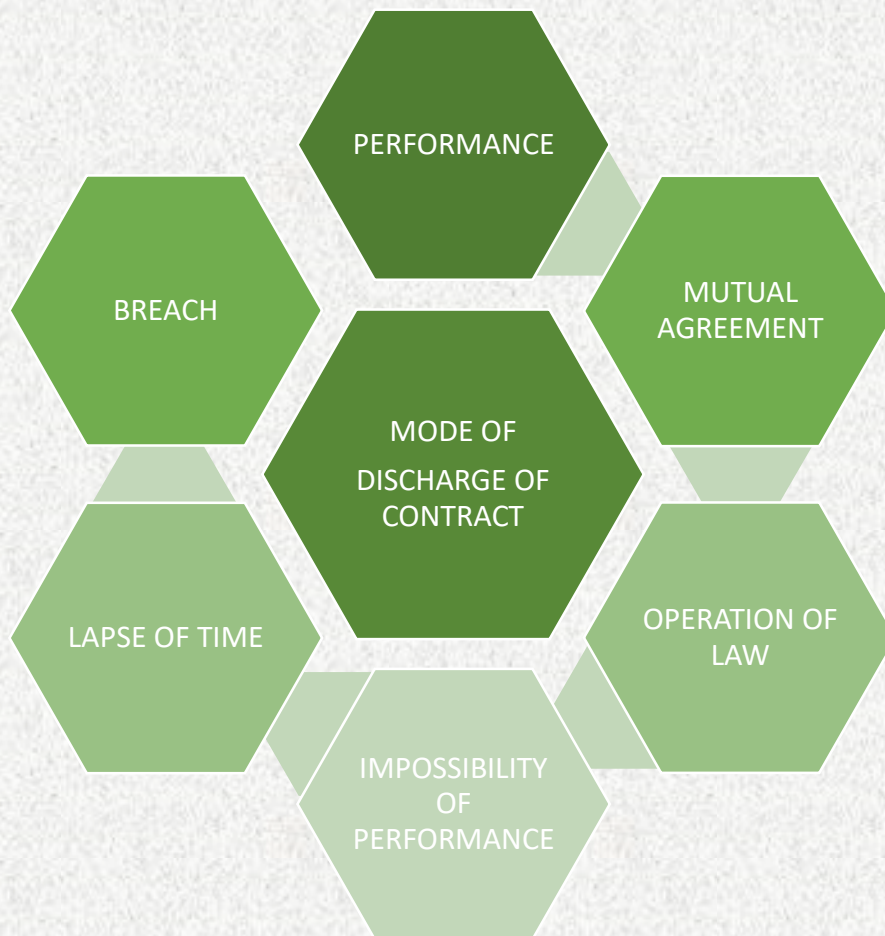 PERFORMANCE
MUTUAL
AGREEMENT
OPERATION OF
LAW
IMPOSSIBILITY
OF
PERFORMANCE
LAPSE OF TIME
BREACH
MODE OF
DISCHARGE OF
CONTRACT